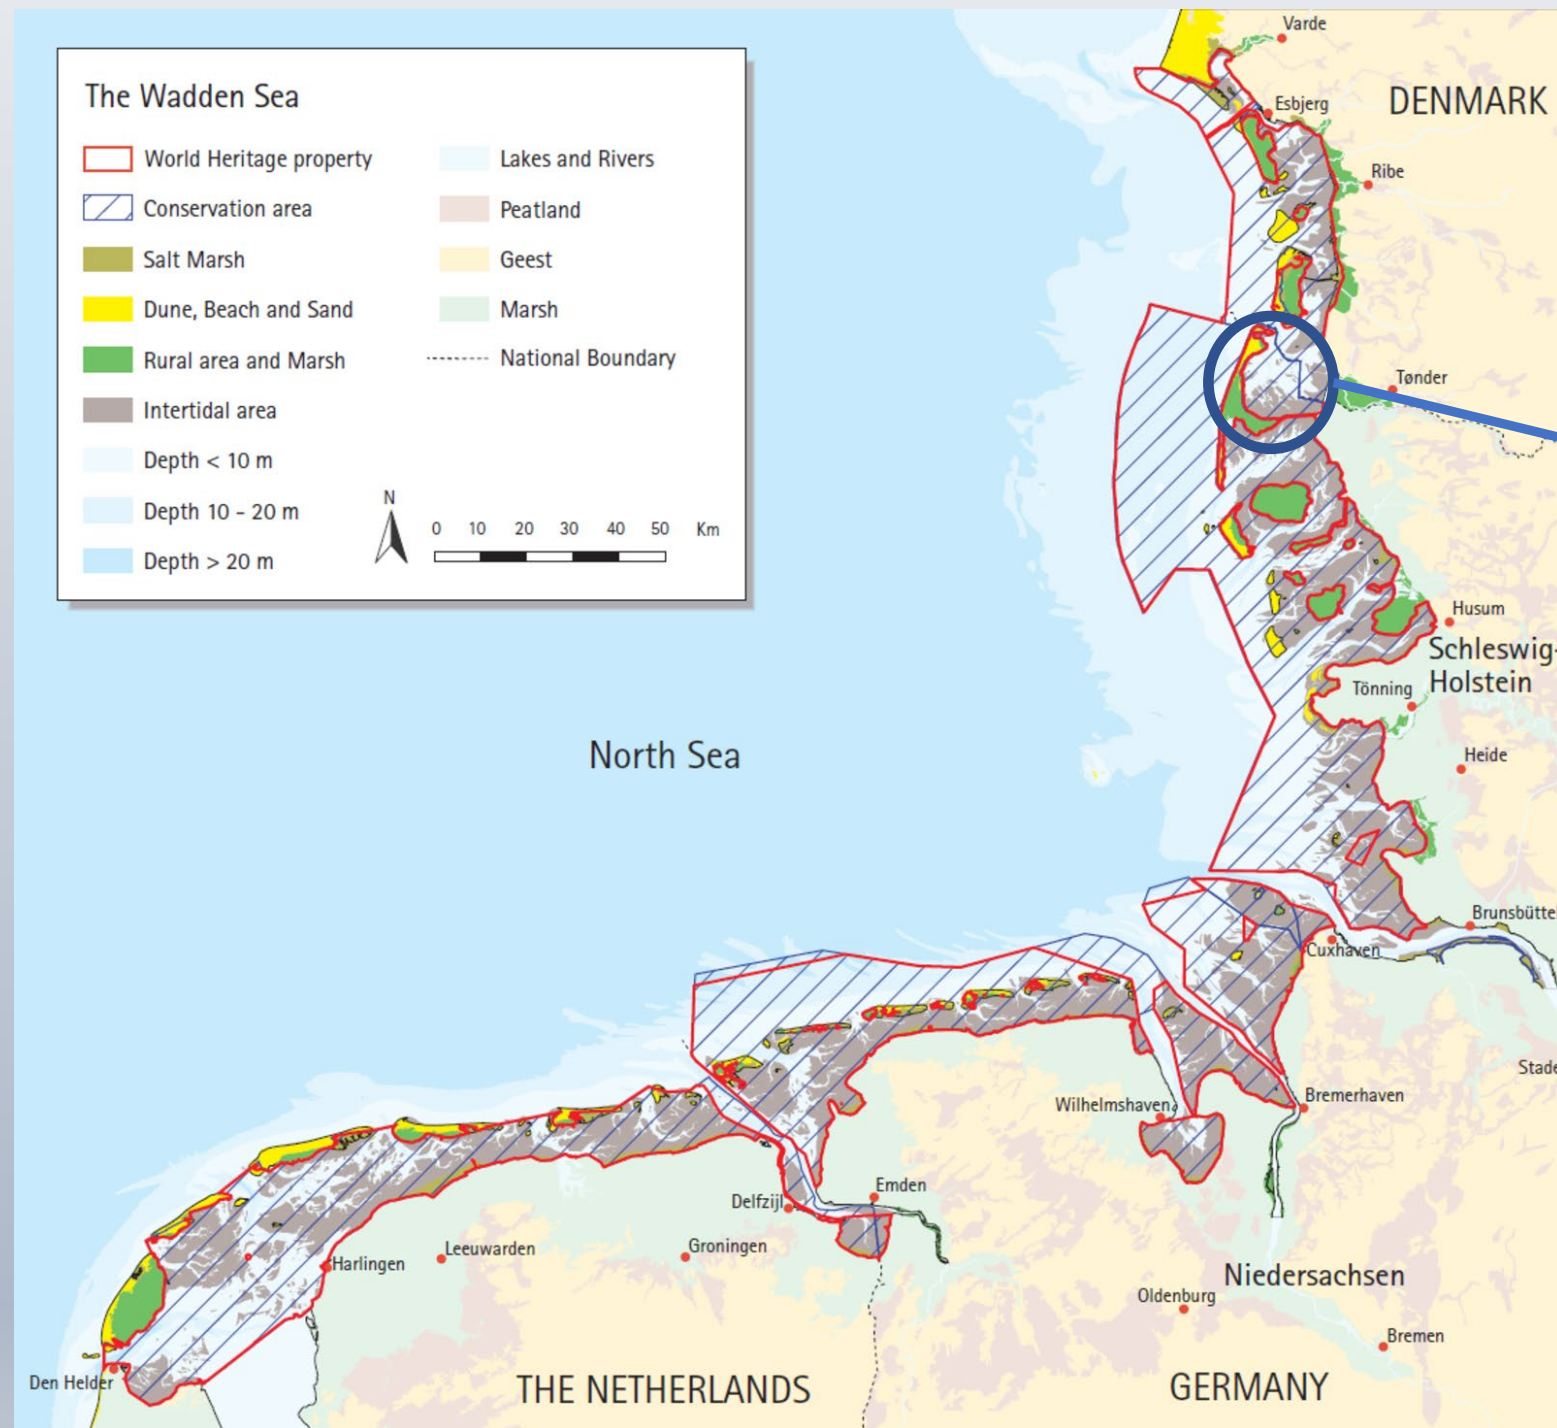 The Wadden Sea
World Heritage property
Conservation area
Salt Marsh
Dune, Beach and Sand
Rural area and Marsh
Intertidal area
Depth < 10 m
Depth 10 - 20 m
Depth > 20 m
Lakes and Rivers
Peatland
Geest
Marsh
National Boundary
N
0 10 20 30 40 50 Km
Varde
DENMARK
Esbjerg
Ribe
Tønder
Husum
Schleswig-
Holstein
Tönning
Heide
North Sea
Brunsbütte
Cuxhaven
Stade
Bremerhaven
Wilhelmshaven
Emden
Delfzijl
Groningen
Leeuwarden
Harlingen
Niedersachsen
Oldenburg
Bremen
Den Helder
THE NETHERLANDS
GERMANY